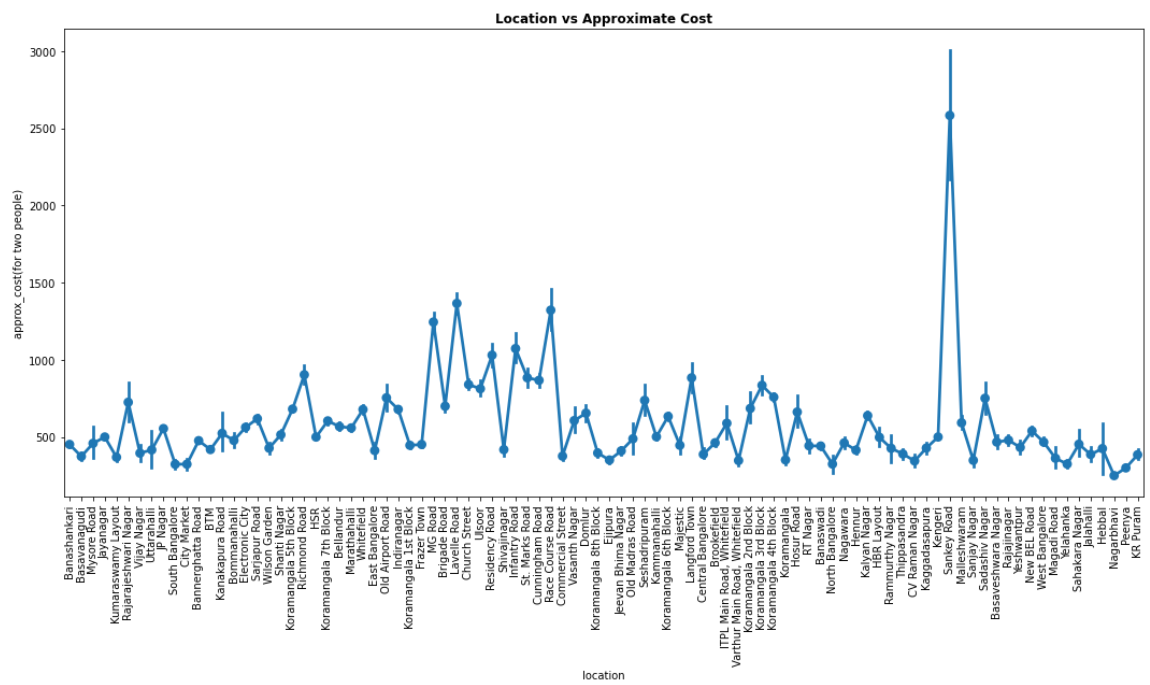 Location vs Approximate Cost
approx_cost(for two people)
3000
2500
2000
1500
1000
500
Banashankari
Basavanagudi
Mysore Road
Jayanagar
Kumaraswamy Layout
Rajarajeshwari Nagar
Vijay Nagar
Uttarahalli
JP Nagar
South Bangalore
City Market
Bannerghatta Road
BTM
Kanakapura Road
Bommanahalli
Electronic City
Sarjapur Road
Wilson Garden
Shanti Nagar
Koramangala 5th Block
Richmond Road
HSR
Koramangala 7th Block
Bellandur
Marathahalli
Whitefield
East Bangalore
Old Airport Road
Indiranagar
Koramangala 1st Block
Frazer Town
MG Road
Brigade Road
Lavelle Road
Church Street
Ulsoor
Residency Road
Shivajinagar
Infantry Road
St. Marks Road
Cunningham Road
Race Course Road
Commercial Street
Vasanth Nagar
Domlur
Koramangala 8th Block
Ejipura
Jeevan Bhima Nagar
Old Madras Road
Seshadripuram
Kammanahalli
Koramangala 6th Block
Majestic
Langford Town
Central Bangalore
Brookefield
ITPL Main Road, Whitefield
Varthur Main Road, Whitefield
Koramangala 2nd Block
Koramangala 3rd Block
Koramangala 4th Block
Koramangala
Hosur Road
RT Nagar
Banaswadi
North Bangalore
Nagawara
Hennur
Kalyan Nagar
HBR Layout
Rammurthy Nagar
Thippasandra
CV Raman Nagar
Kaggadasapura
Kengeri
Sankey Road
Malleshwaram
Sanjay Nagar
Sadashiv Nagar
Basaveshwara Nagar
Rajajinagar
Yeshwantpur
New BEL Road
West Bangalore
Magadi Road
Yelahanka
Sahakara Nagar
Jalahalli
Hebbal
Nagarbhavi
Peenya
KR Puram
location